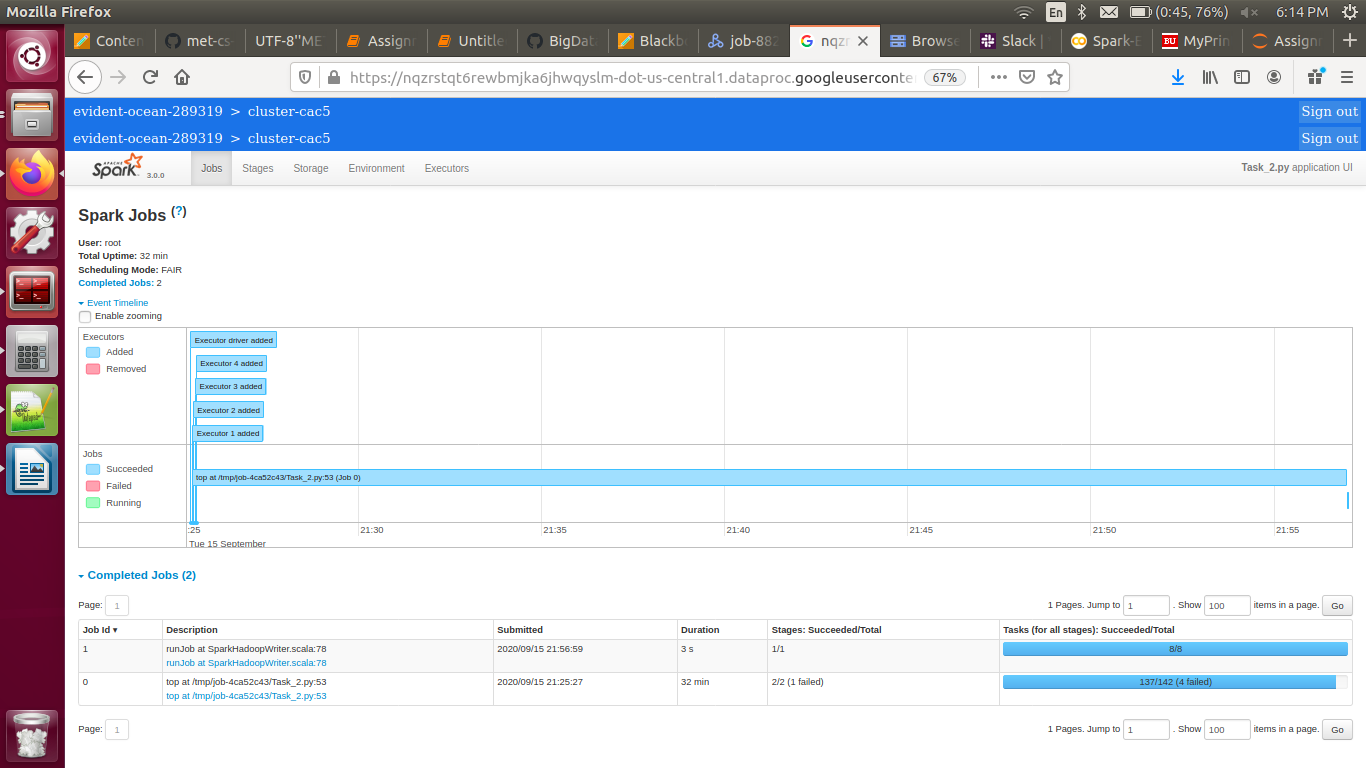 Mozilla Firefox
En (0:45, 76%) 6:14 PM
Conten met-cs- UTF-8''ME Assignr Untitle BigDat Blackb job-882 nqzr Browse Slack | Spark-E BU MyPrin Assign
https://nqzrstqt6rewbmjka6jhwqyslm-dot-us-central1.dataproc.googleuserconte 67%
evident-ocean-289319 > cluster-cac5 Sign out
evident-ocean-289319 > cluster-cac5 Sign out
APACHE Spark 3.0.0 Jobs Stages Storage Environment Executors Task_2.py application UI
Spark Jobs (?)
User: root
Total Uptime: 32 min
Scheduling Mode: FAIR
Completed Jobs: 2
Event Timeline
Enable zooming
Executors
Added
Removed
Executor driver added
Executor 4 added
Executor 3 added
Executor 2 added
Executor 1 added
Jobs
Succeeded
Failed
Running
top at /tmp/job-4ca52c43/Task_2.py:53 (Job 0)
:25 21:30 21:35 21:40 21:45 21:50 21:55
Tue 15 September
Completed Jobs (2)
Page: 1 1 Pages. Jump to 1 . Show 100 items in a page. Go
Job Id ▾ Description Submitted Duration Stages: Succeeded/Total Tasks (for all stages): Succeeded/Total
1 runJob at SparkHadoopWriter.scala:78 2020/09/15 21:56:59 3 s 1/1 8/8
runJob at SparkHadoopWriter.scala:78
0 top at /tmp/job-4ca52c43/Task_2.py:53 2020/09/15 21:25:27 32 min 2/2 (1 failed) 137/142 (4 failed)
top at /tmp/job-4ca52c43/Task_2.py:53
Page: 1 1 Pages. Jump to 1 . Show 100 items in a page. Go